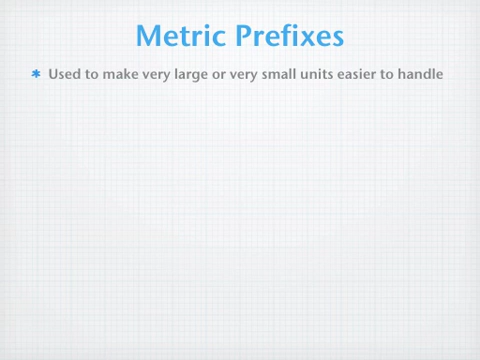 Metric Prefixes
* Used to make very large or very small units easier to handle